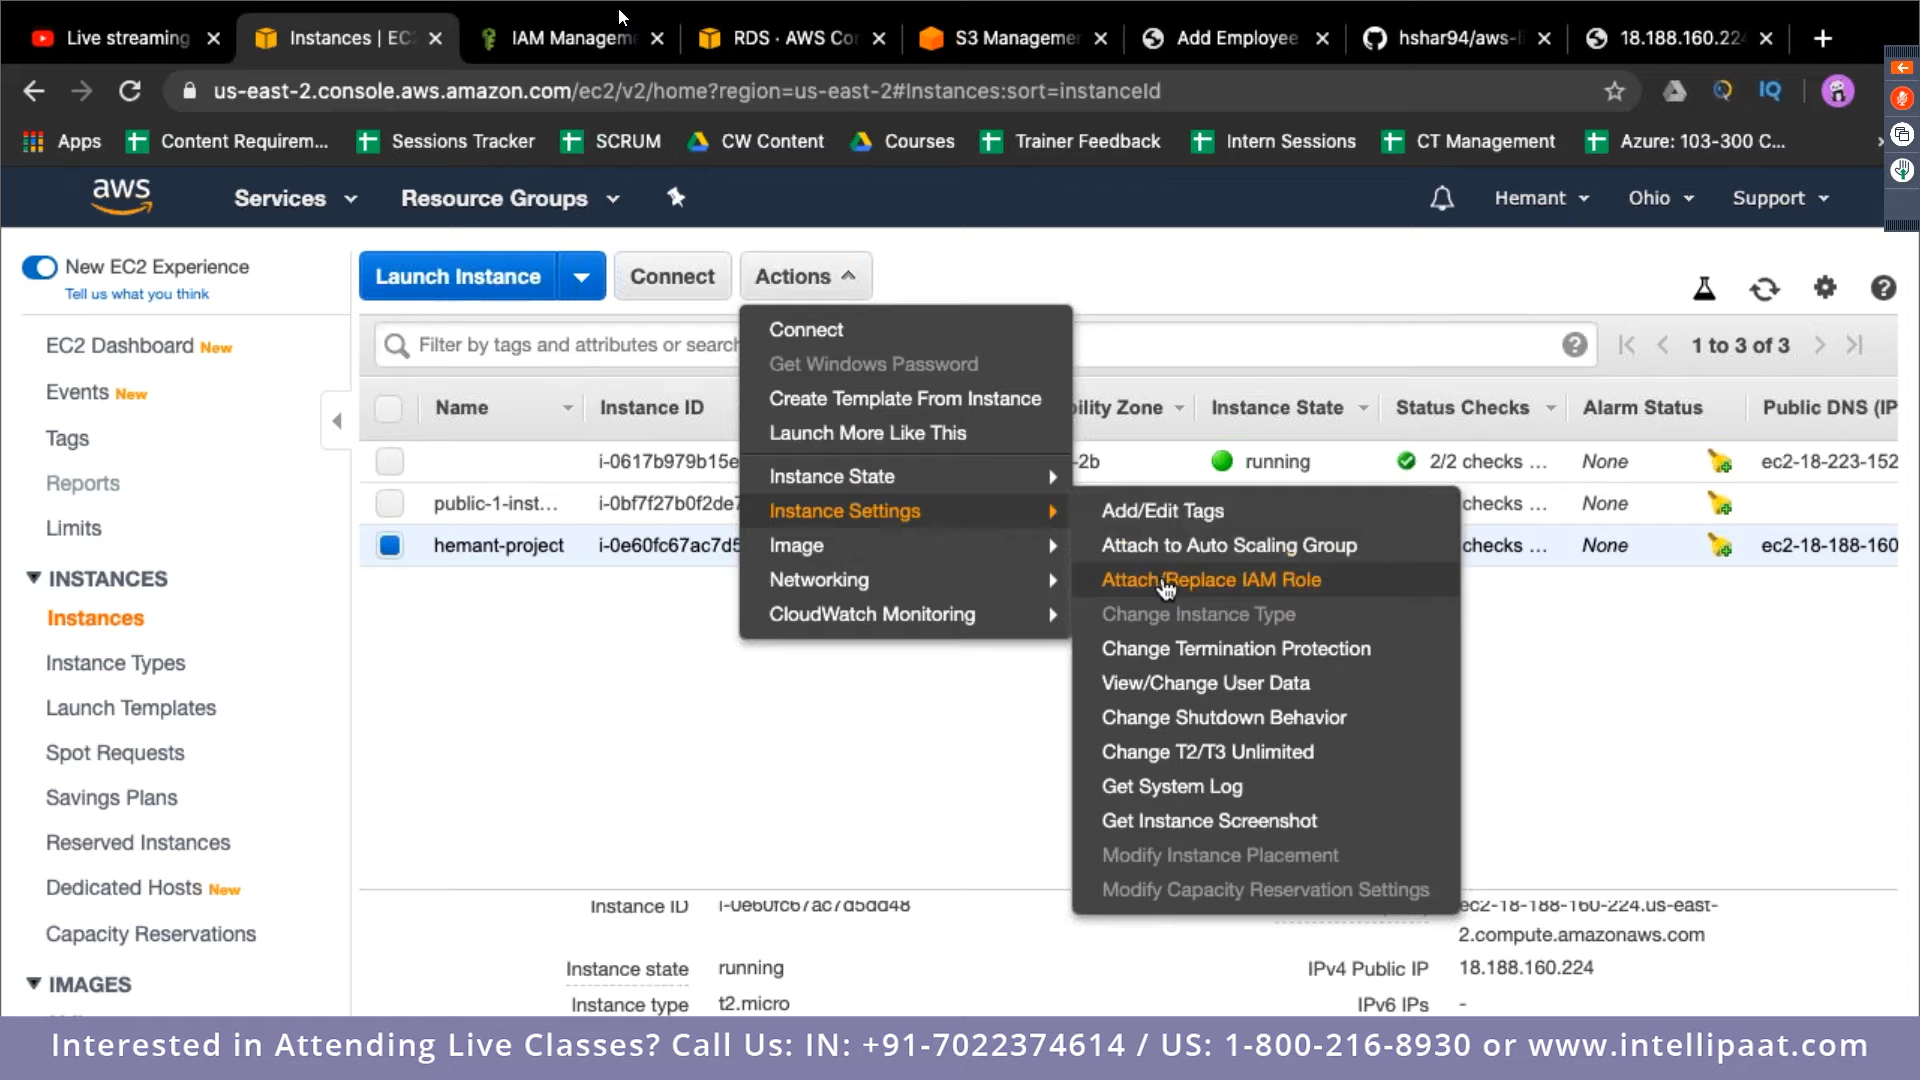 Live streaming
Instances | EC
IAM Managem
RDS · AWS Co
S3 Manageme
Add Employee
hshar94/aws-
18.188.160.22
us-east-2.console.aws.amazon.com/ec2/v2/home?region=us-east-2#Instances:sort=instanceId
IQ
Apps
Content Requirem...
Sessions Tracker
SCRUM
CW Content
Courses
Trainer Feedback
Intern Sessions
CT Management
Azure: 103-300 C...
aws
Services
Resource Groups
Hemant
Ohio
Support
New EC2 Experience
Tell us what you think
Launch Instance
Connect
Actions
EC2 Dashboard New
Events New
Tags
Reports
Limits
INSTANCES
Instances
Instance Types
Launch Templates
Spot Requests
Savings Plans
Reserved Instances
Dedicated Hosts New
Capacity Reservations
IMAGES
Filter by tags and attributes or search
1 to 3 of 3
Name
Instance ID
ility Zone
Instance State
Status Checks
Alarm Status
Public DNS (IP
i-0617b979b15e
-2b
running
2/2 checks ...
None
ec2-18-223-152
public-1-inst...
i-0bf7f27b0f2de7
checks ...
None
hemant-project
i-0e60fc67ac7d5
checks ...
None
ec2-18-188-160
Connect
Get Windows Password
Create Template From Instance
Launch More Like This
Instance State
Instance Settings
Image
Networking
CloudWatch Monitoring
Add/Edit Tags
Attach to Auto Scaling Group
Attach/Replace IAM Role
Change Instance Type
Change Termination Protection
View/Change User Data
Change Shutdown Behavior
Change T2/T3 Unlimited
Get System Log
Get Instance Screenshot
Modify Instance Placement
Modify Capacity Reservation Settings
Instance ID
i-0e60fc67ac7d5dd48
ec2-18-188-160-224.us-east-
2.compute.amazonaws.com
Instance state
running
IPv4 Public IP
18.188.160.224
Instance type
t2.micro
IPv6 IPs
-
Interested in Attending Live Classes? Call Us: IN: +91-7022374614 / US: 1-800-216-8930 or www.intellipaat.com